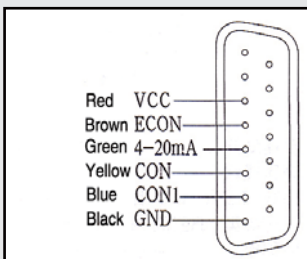 Red VCC
Brown ECON
Green 4-20mA
Yellow CON
Blue CON1
Black GND